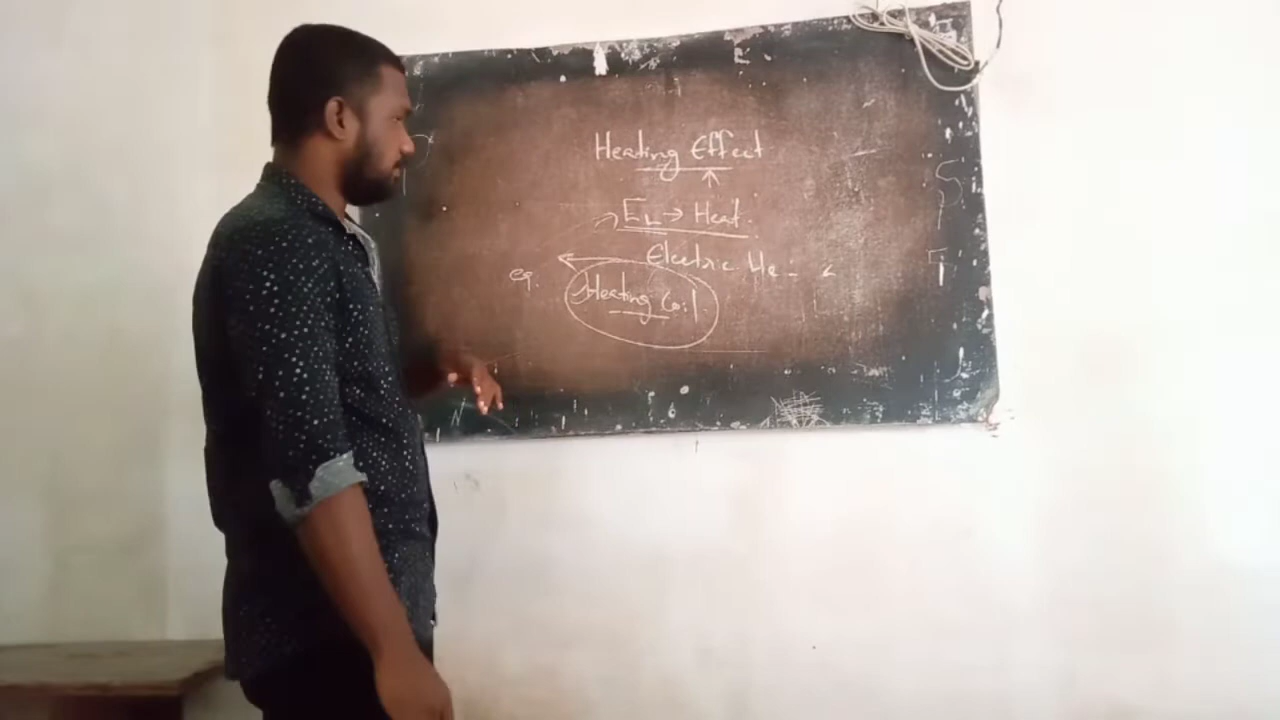 Heating Effect
EL → Heat.
Electric He
eg.
Heating Coil.